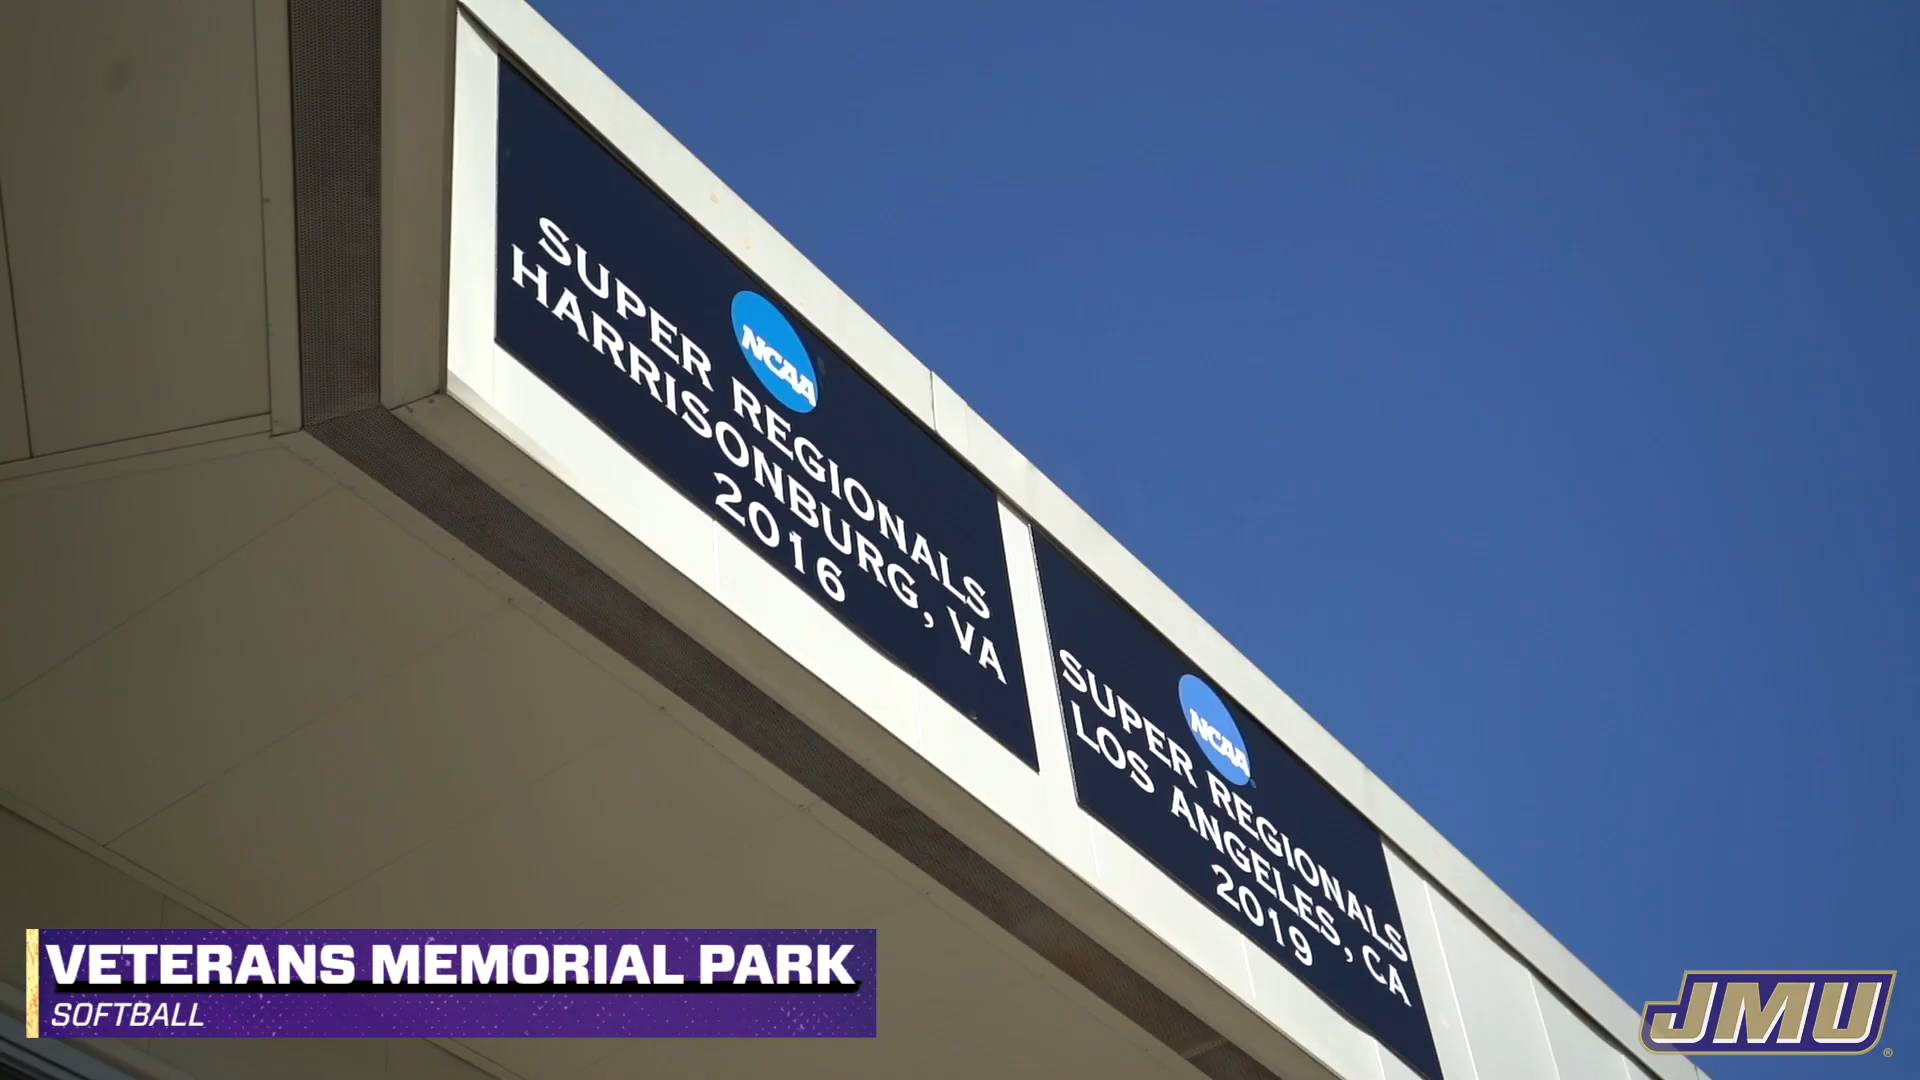 NCAA
SUPER REGIONALS
HARRISONBURG, VA
2016
NCAA
SUPER REGIONALS
LOS ANGELES, CA
2019
VETERANS MEMORIAL PARK
SOFTBALL
JMU®